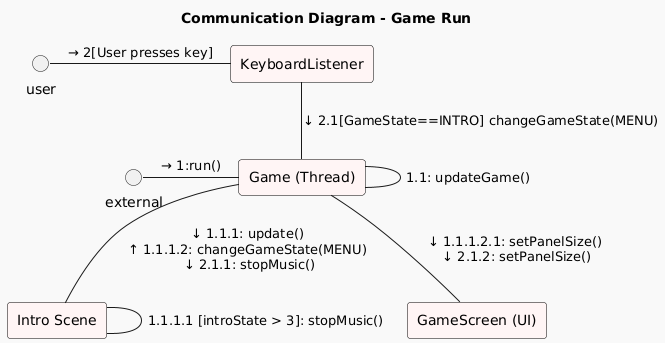 Communication Diagram - Game Run
→ 2[User presses key]
KeyboardListener
user
↓ 2.1[GameState==INTRO] changeGameState(MENU)
→ 1:run()
Game (Thread)
1.1: updateGame()
external
↓ 1.1.1: update()
↑ 1.1.1.2: changeGameState(MENU)
↓ 2.1.1: stopMusic()
↓ 1.1.1.2.1: setPanelSize()
↓ 2.1.2: setPanelSize()
Intro Scene
1.1.1.1 [introState > 3]: stopMusic()
GameScreen (UI)